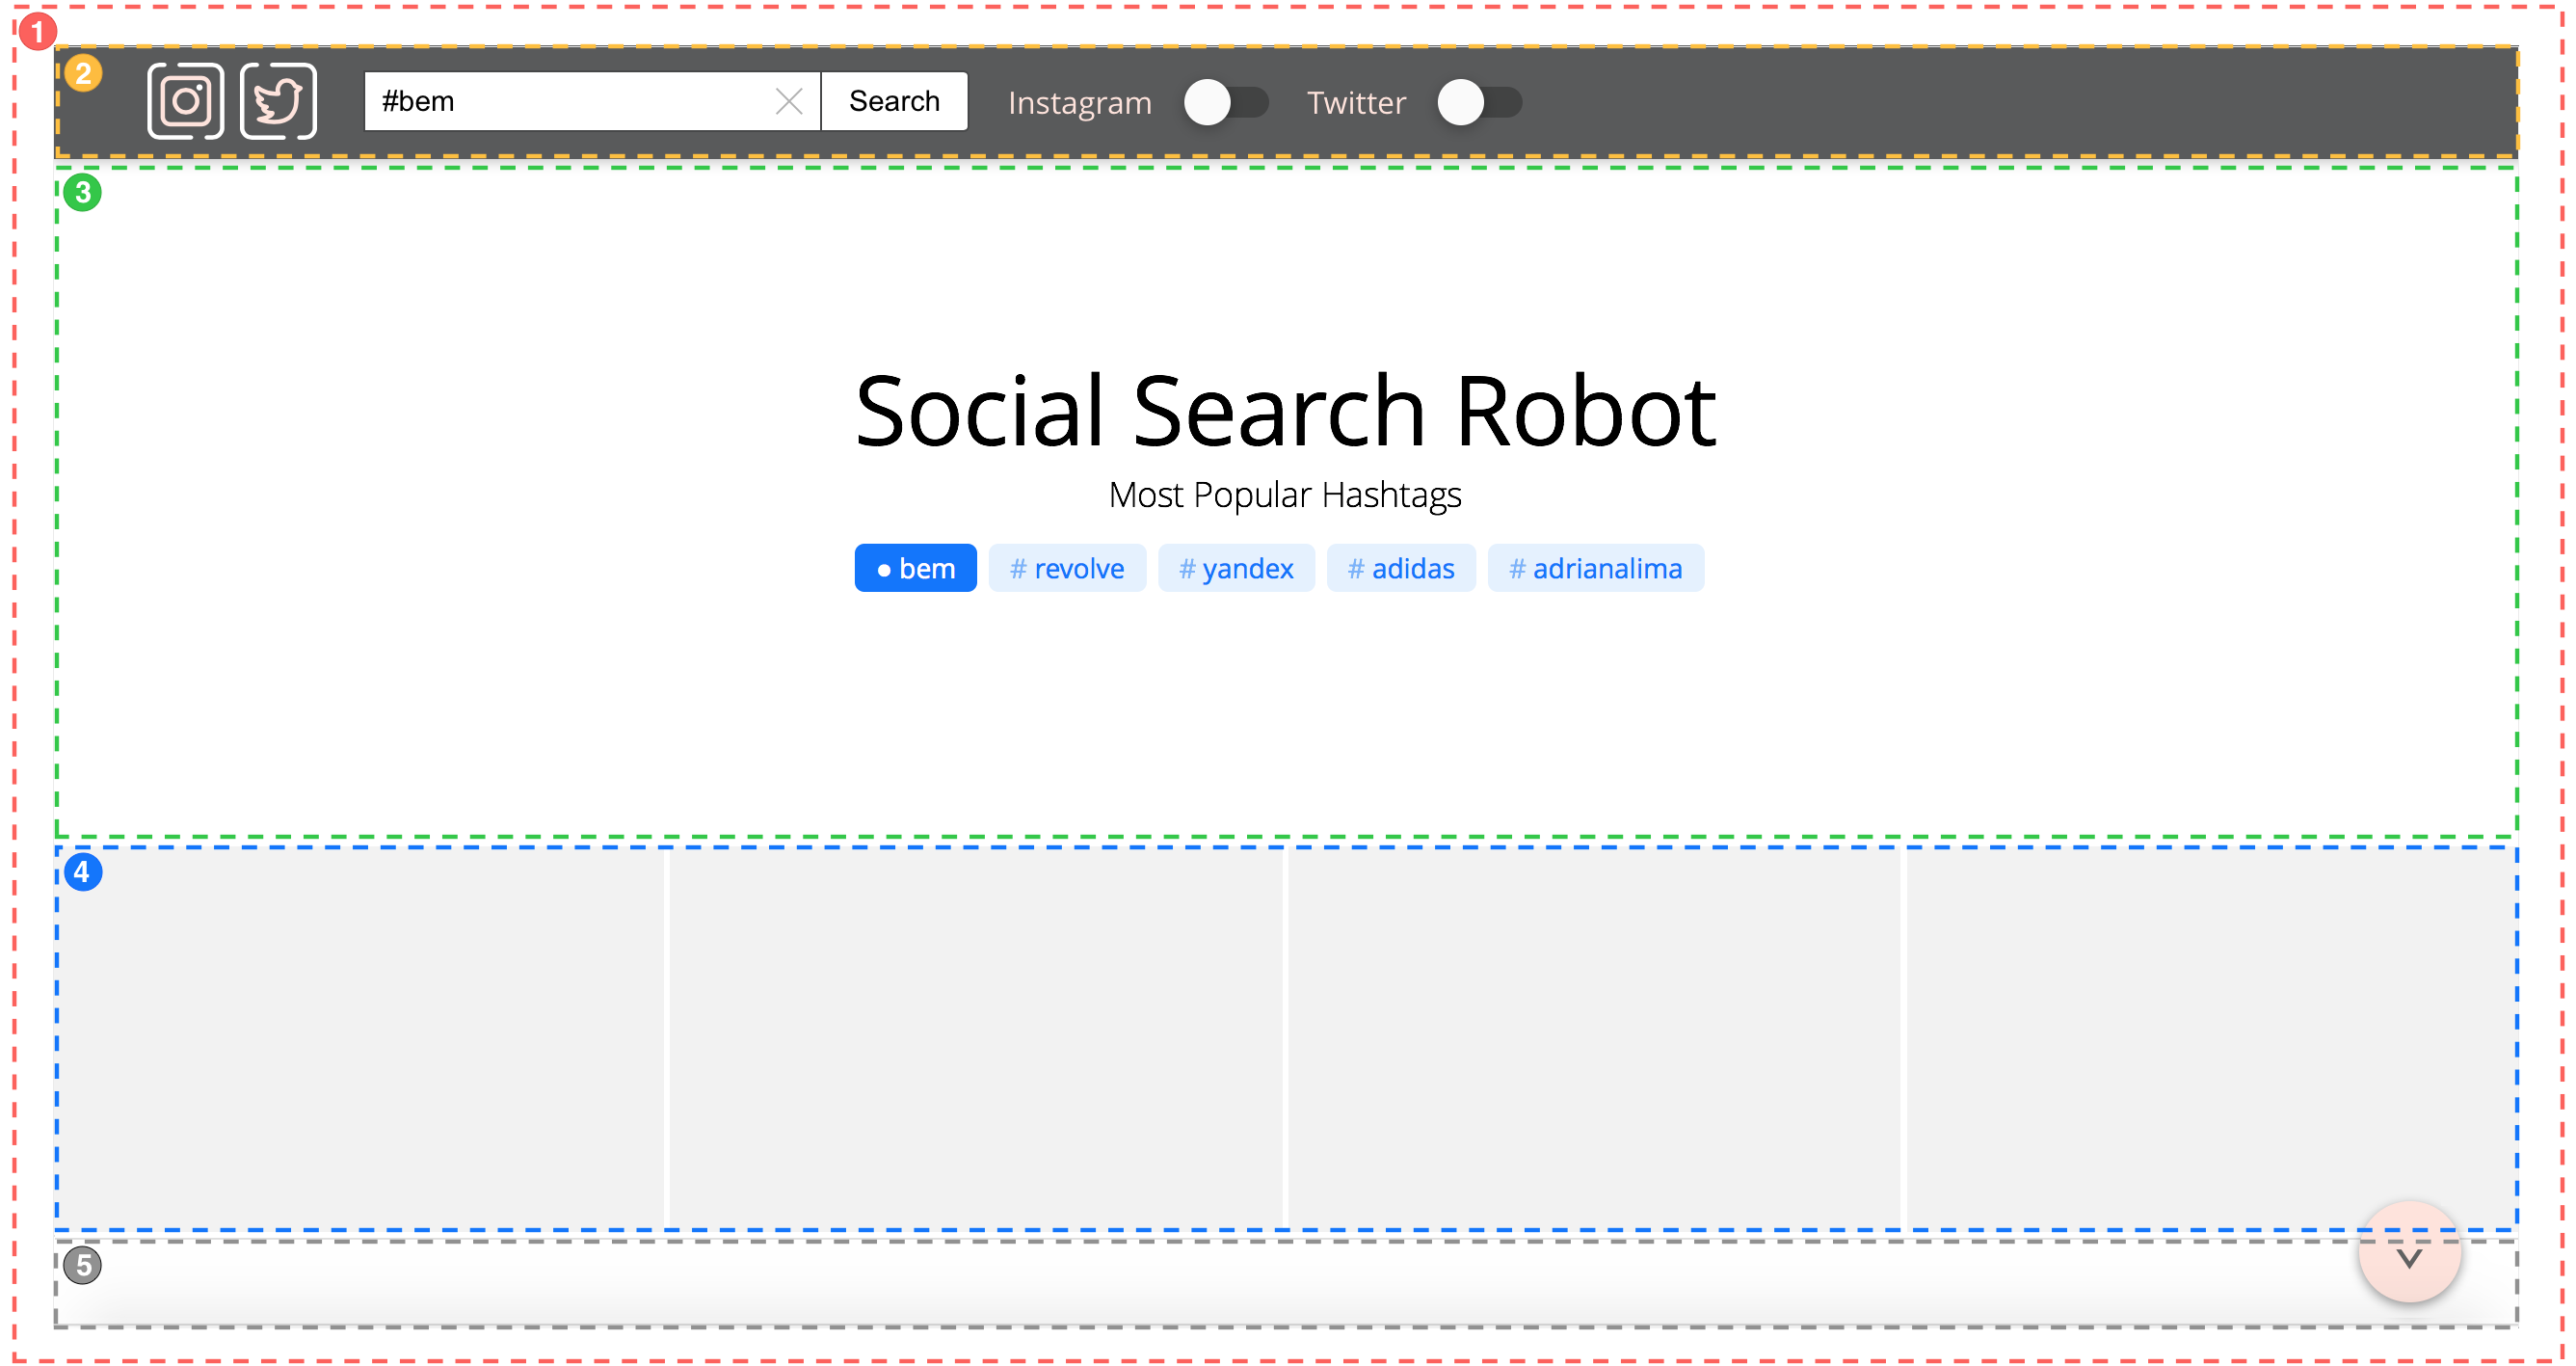 1
2
#bem Search Instagram Twitter
3
Social Search Robot
Most Popular Hashtags
• bem # revolve # yandex # adidas # adrianalima
4
5